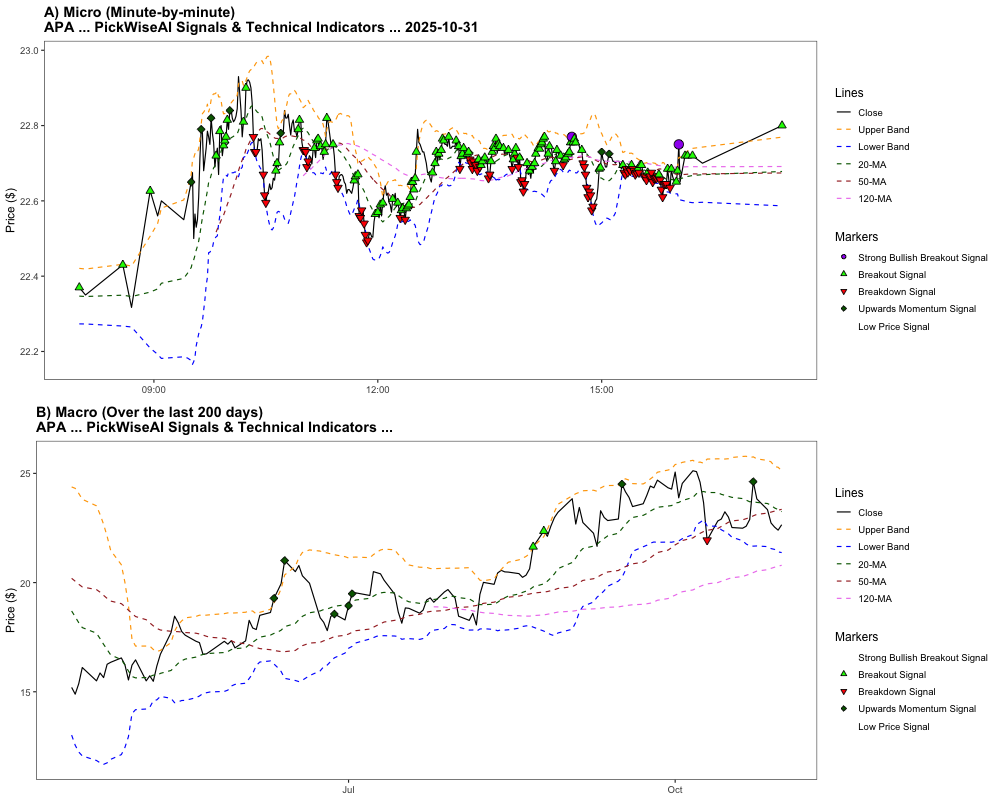 A) Micro (Minute-by-minute)
APA ... PickWiseAI Signals & Technical Indicators ... 2025-10-31
Price ($)
23.0
22.8
22.6
22.4
22.2
09:00
12:00
15:00
Lines
Close
Upper Band
Lower Band
20-MA
50-MA
120-MA
Markers
Strong Bullish Breakout Signal
Breakout Signal
Breakdown Signal
Upwards Momentum Signal
Low Price Signal
B) Macro (Over the last 200 days)
APA ... PickWiseAI Signals & Technical Indicators ...
Price ($)
25
20
15
Jul
Oct
Lines
Close
Upper Band
Lower Band
20-MA
50-MA
120-MA
Markers
Strong Bullish Breakout Signal
Breakout Signal
Breakdown Signal
Upwards Momentum Signal
Low Price Signal